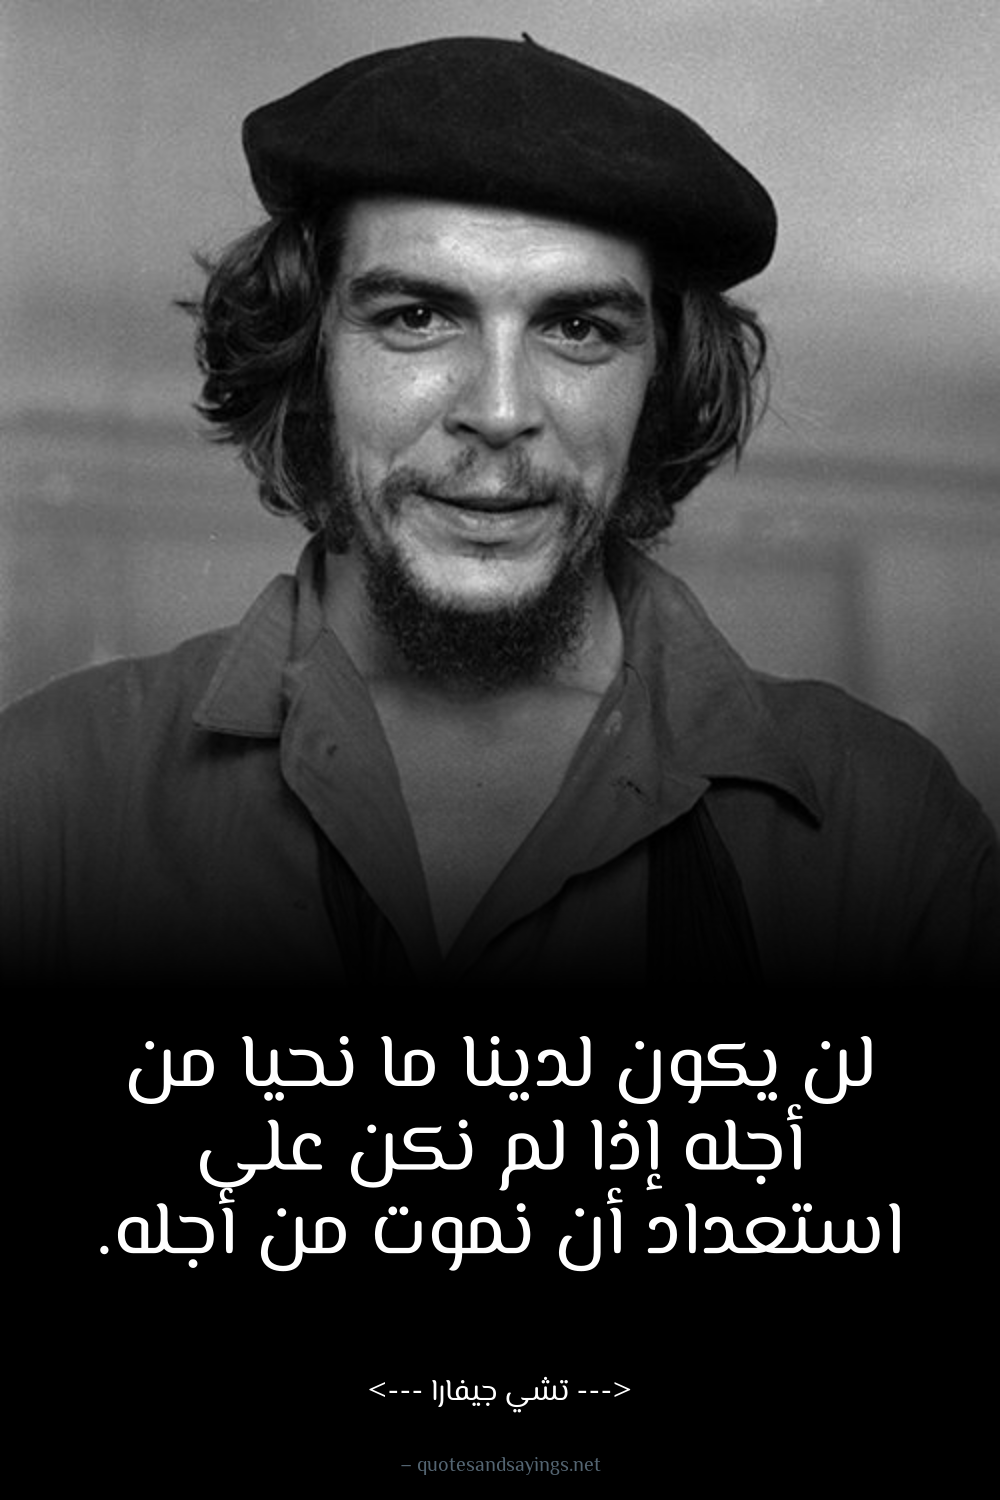 لن يكون لدينا ما نحيا من
أجله إذا لم نكن على
استعداد أن نموت من أجله.
<--- تشي جيفارا --->
– quotesandsayings.net